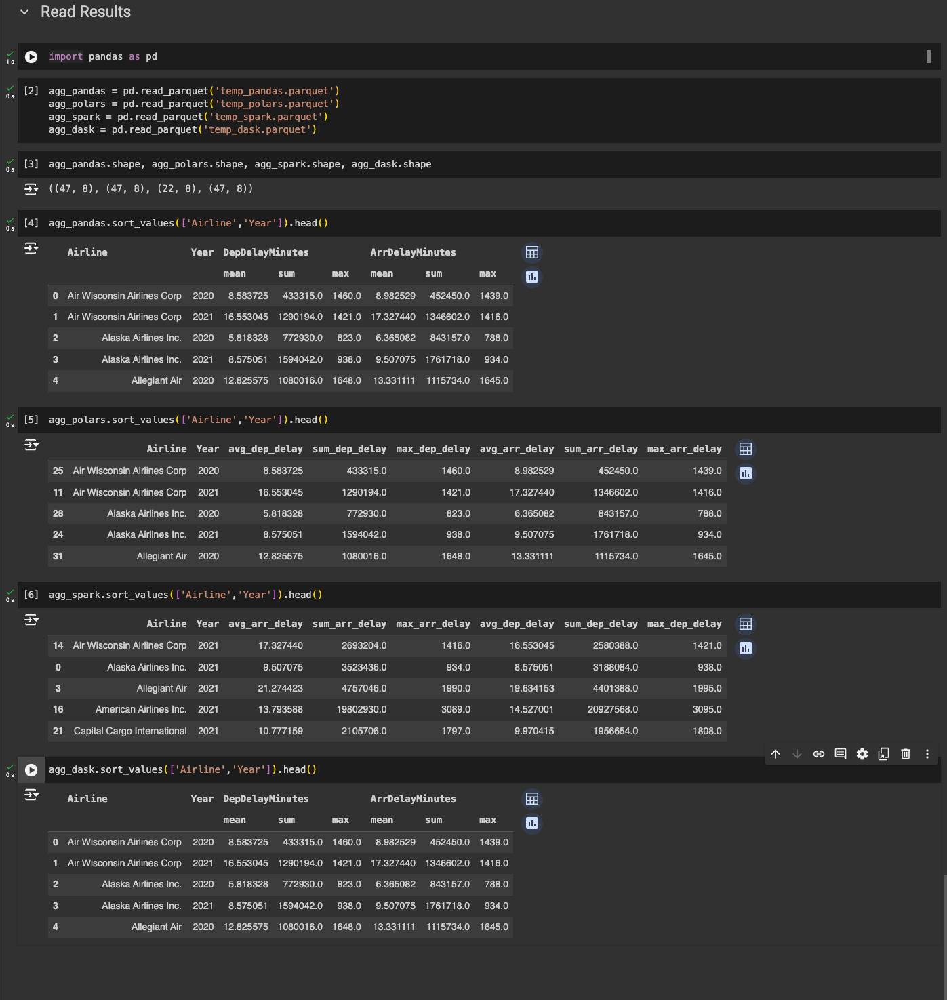 Read Results
1s
import pandas as pd
0s
[2] agg_pandas = pd.read_parquet('temp_pandas.parquet')
agg_polars = pd.read_parquet('temp_polars.parquet')
agg_spark = pd.read_parquet('temp_spark.parquet')
agg_dask = pd.read_parquet('temp_dask.parquet')
0s
[3] agg_pandas.shape, agg_polars.shape, agg_spark.shape, agg_dask.shape
((47, 8), (47, 8), (22, 8), (47, 8))
0s
[4] agg_pandas.sort_values(['Airline','Year']).head()
Airline Year DepDelayMinutes ArrDelayMinutes
mean sum max mean sum max
0 Air Wisconsin Airlines Corp 2020 8.583725 433315.0 1460.0 8.982529 452450.0 1439.0
1 Air Wisconsin Airlines Corp 2021 16.553045 1290194.0 1421.0 17.327440 1346602.0 1416.0
2 Alaska Airlines Inc. 2020 5.818328 772930.0 823.0 6.365082 843157.0 788.0
3 Alaska Airlines Inc. 2021 8.575051 1594042.0 938.0 9.507075 1761718.0 934.0
4 Allegiant Air 2020 12.825575 1080016.0 1648.0 13.331111 1115734.0 1645.0
0s
[5] agg_polars.sort_values(['Airline','Year']).head()
Airline Year avg_dep_delay sum_dep_delay max_dep_delay avg_arr_delay sum_arr_delay max_arr_delay
25 Air Wisconsin Airlines Corp 2020 8.583725 433315.0 1460.0 8.982529 452450.0 1439.0
11 Air Wisconsin Airlines Corp 2021 16.553045 1290194.0 1421.0 17.327440 1346602.0 1416.0
28 Alaska Airlines Inc. 2020 5.818328 772930.0 823.0 6.365082 843157.0 788.0
24 Alaska Airlines Inc. 2021 8.575051 1594042.0 938.0 9.507075 1761718.0 934.0
31 Allegiant Air 2020 12.825575 1080016.0 1648.0 13.331111 1115734.0 1645.0
0s
[6] agg_spark.sort_values(['Airline','Year']).head()
Airline Year avg_arr_delay sum_arr_delay max_arr_delay avg_dep_delay sum_dep_delay max_dep_delay
14 Air Wisconsin Airlines Corp 2021 17.327440 2693204.0 1416.0 16.553045 2580388.0 1421.0
0 Alaska Airlines Inc. 2021 9.507075 3523436.0 934.0 8.575051 3188084.0 938.0
3 Allegiant Air 2021 21.274423 4757046.0 1990.0 19.634153 4401388.0 1995.0
16 American Airlines Inc. 2021 13.793588 19802930.0 3089.0 14.527001 20927568.0 3095.0
21 Capital Cargo International 2021 10.777159 2105706.0 1797.0 9.970415 1956654.0 1808.0
0s
agg_dask.sort_values(['Airline','Year']).head()
Airline Year DepDelayMinutes ArrDelayMinutes
mean sum max mean sum max
0 Air Wisconsin Airlines Corp 2020 8.583725 433315.0 1460.0 8.982529 452450.0 1439.0
1 Air Wisconsin Airlines Corp 2021 16.553045 1290194.0 1421.0 17.327440 1346602.0 1416.0
2 Alaska Airlines Inc. 2020 5.818328 772930.0 823.0 6.365082 843157.0 788.0
3 Alaska Airlines Inc. 2021 8.575051 1594042.0 938.0 9.507075 1761718.0 934.0
4 Allegiant Air 2020 12.825575 1080016.0 1648.0 13.331111 1115734.0 1645.0